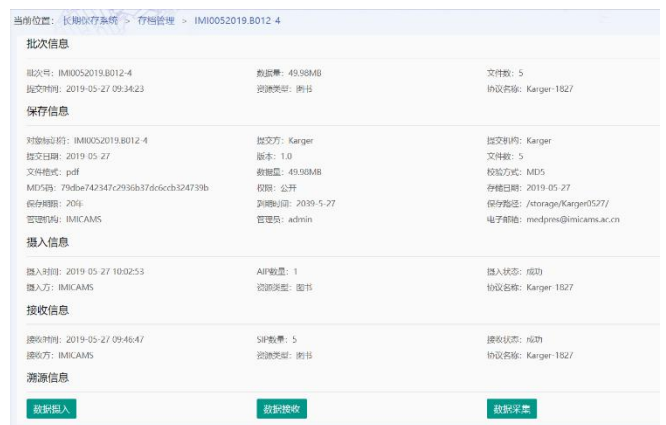 当前位置: 长期保存系统 > 存档管理 > IMI0052019.B012-4
批次信息
批次号: IMI0052019.B012-4 数据量: 49.98MB 文件数: 5
提交时间: 2019-05-27 09:34:23 资源类型: 图书 协议名称: Karger-1827
保存信息
对象标识符: IMI0052019.B012-4 提交方: Karger 提交机构: Karger
提交日期: 2019-05-27 版本: 1.0 文件数: 5
文件格式: pdf 数据量: 49.98MB 校验方式: MD5
MD5码: 79dbe742347c2936b37dc6ccb324739b 权限: 公开 存储日期: 2019-05-27
保存期限: 20年 到期时间: 2039-5-27 保存路径: /storage/Karger0527/
管理机构: IMICAMS 管理员: admin 电子邮箱: medpres@imicams.ac.cn
摄入信息
摄入时间: 2019-05-27 10:02:53 AIP数量: 1 摄入状态: 成功
摄入方: IMICAMS 资源类型: 图书 协议名称: Karger-1827
接收信息
接收时间: 2019-05-27 09:46:47 SIP数量: 5 接收状态: 成功
接收方: IMICAMS 资源类型: 图书 协议名称: Karger-1827
溯源信息
数据摄入 数据接收 数据采集